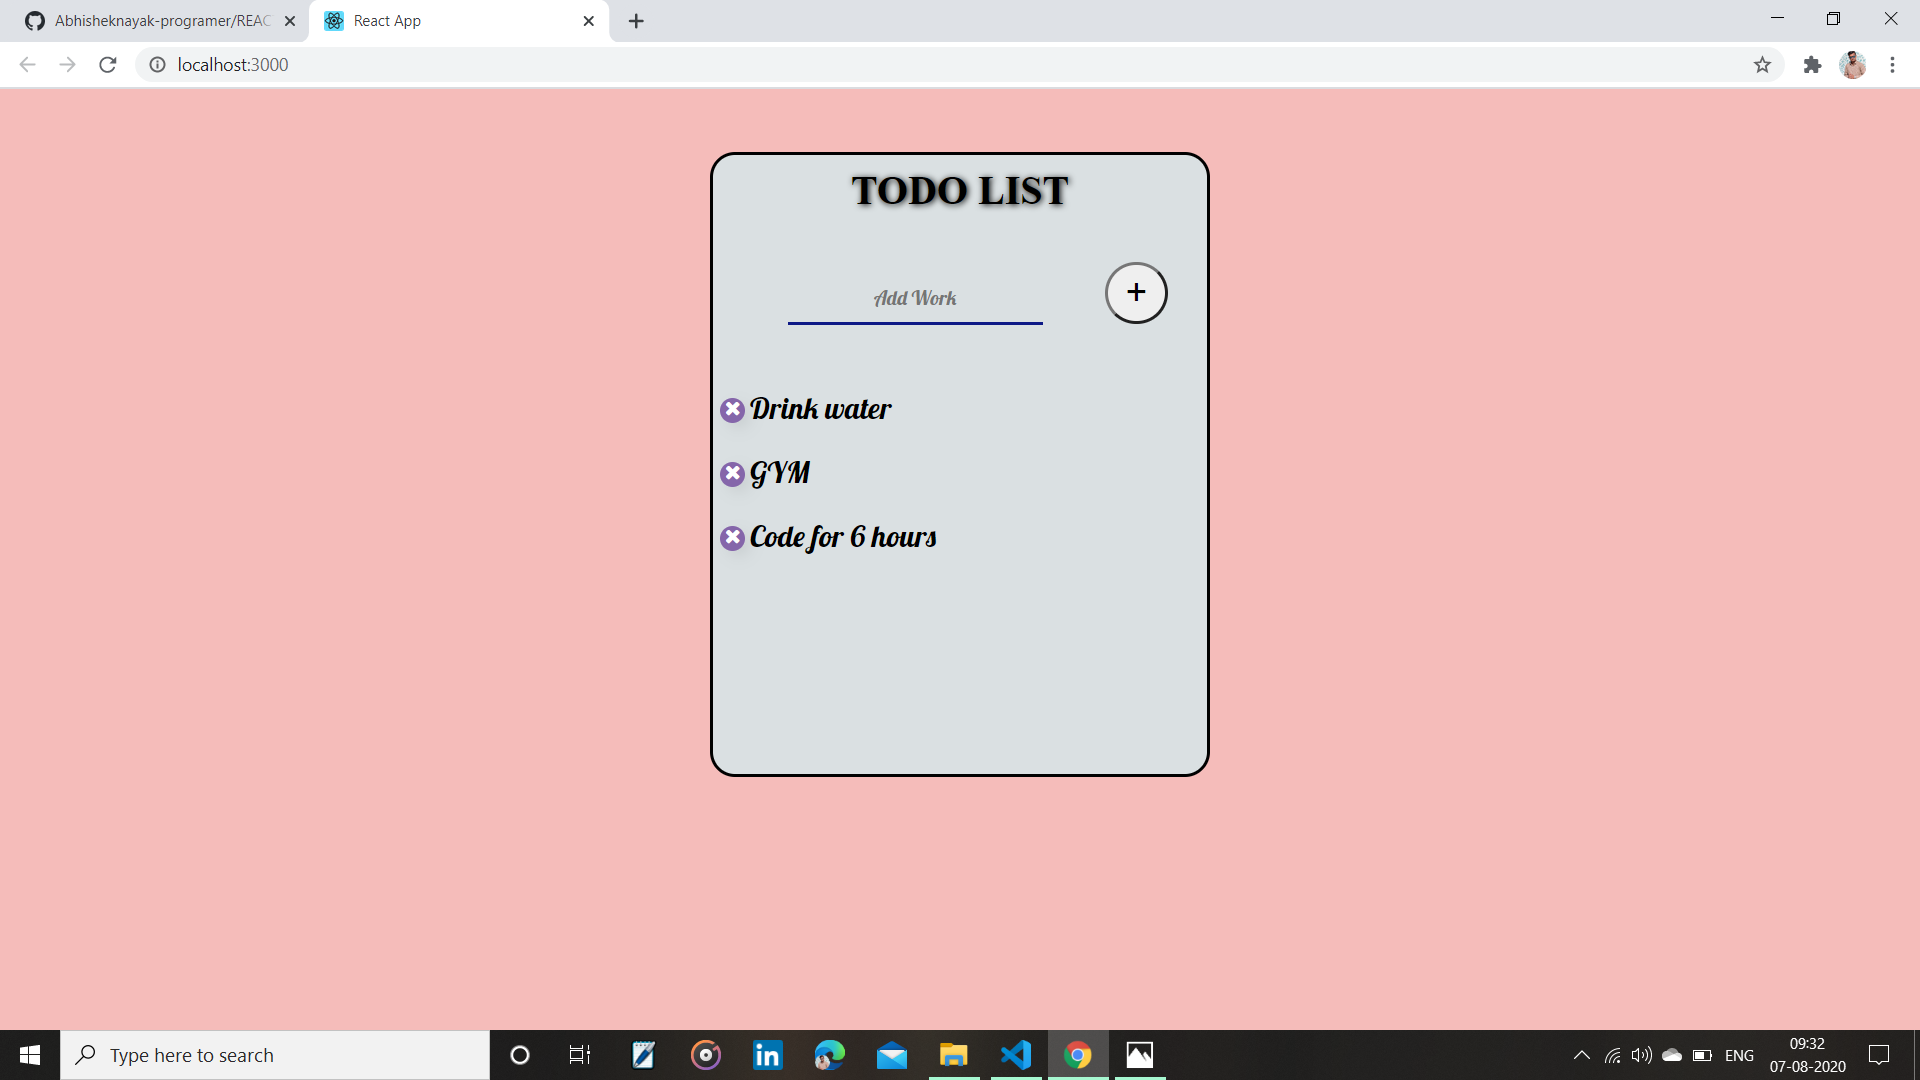 Abhisheknayak-programer/REAC
React App
localhost:3000
TODO LIST
Add Work
+
Drink water
GYM
Code for 6 hours
Type here to search
in
ENG
09:32
07-08-2020